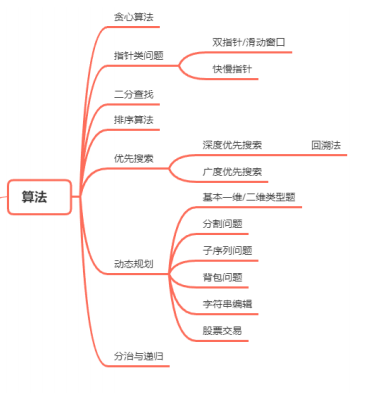 算法
贪心算法
指针类问题
双指针/滑动窗口
快慢指针
二分查找
排序算法
优先搜索
深度优先搜索
回溯法
广度优先搜索
动态规划
基本一维/二维类型题
分割问题
子序列问题
背包问题
字符串编辑
股票交易
分治与递归